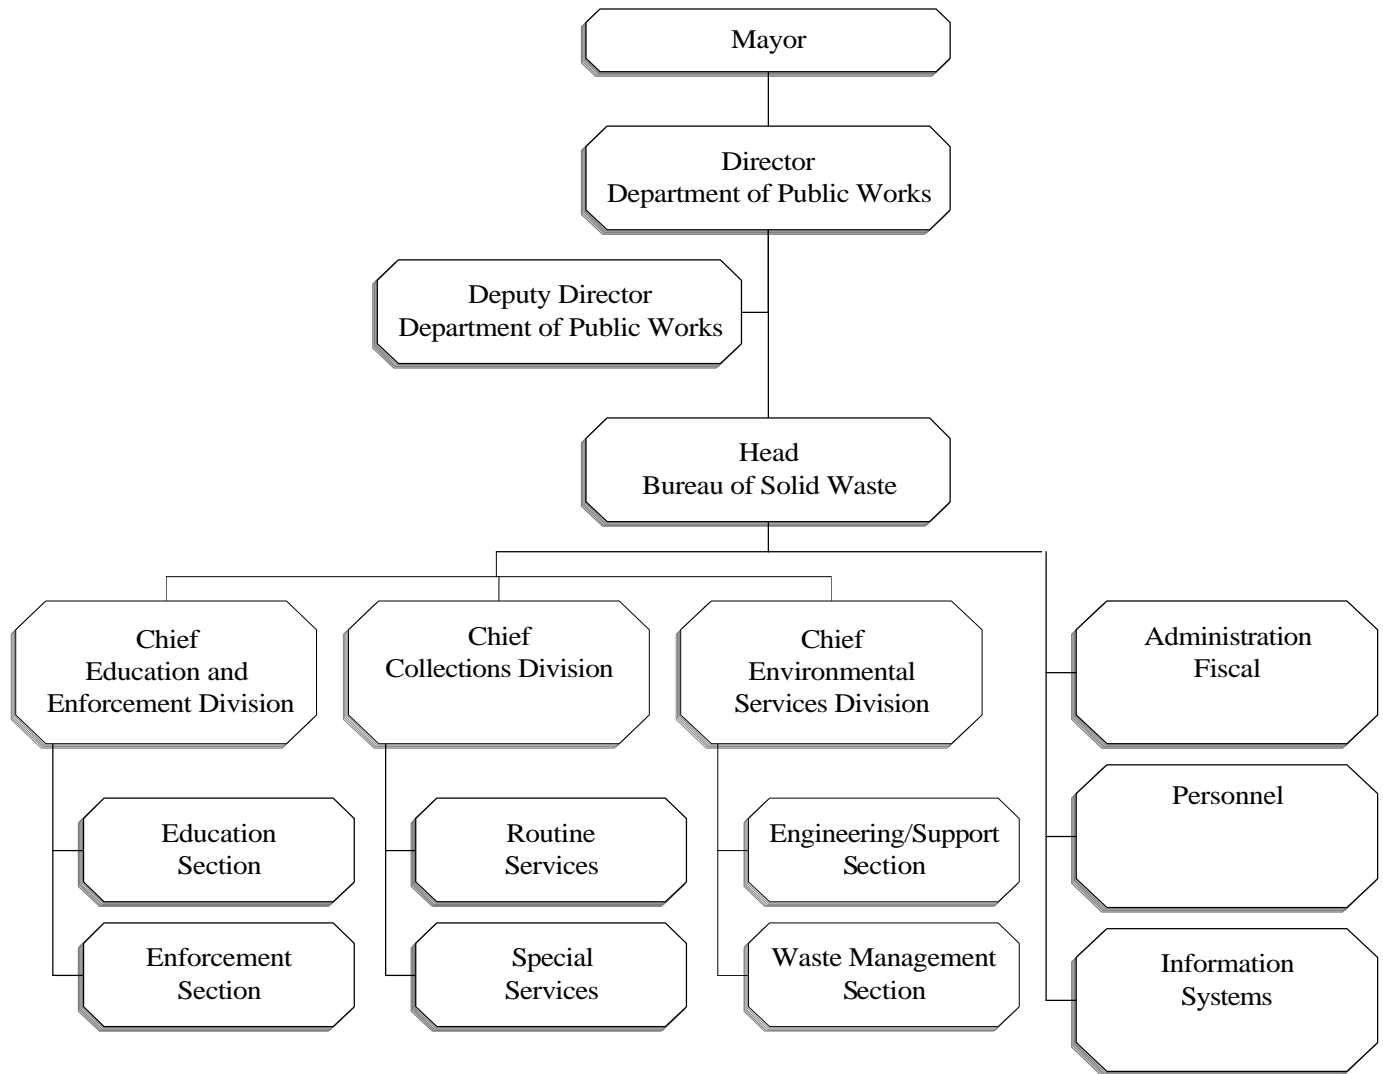 Mayor
Director
Department of Public Works
Deputy Director
Department of Public Works
Head
Bureau of Solid Waste
Chief
Education and
Enforcement Division
Chief
Collections Division
Chief
Environmental
Services Division
Administration
Fiscal
Education
Section
Routine
Services
Engineering/Support
Section
Personnel
Enforcement
Section
Special
Services
Waste Management
Section
Information
Systems